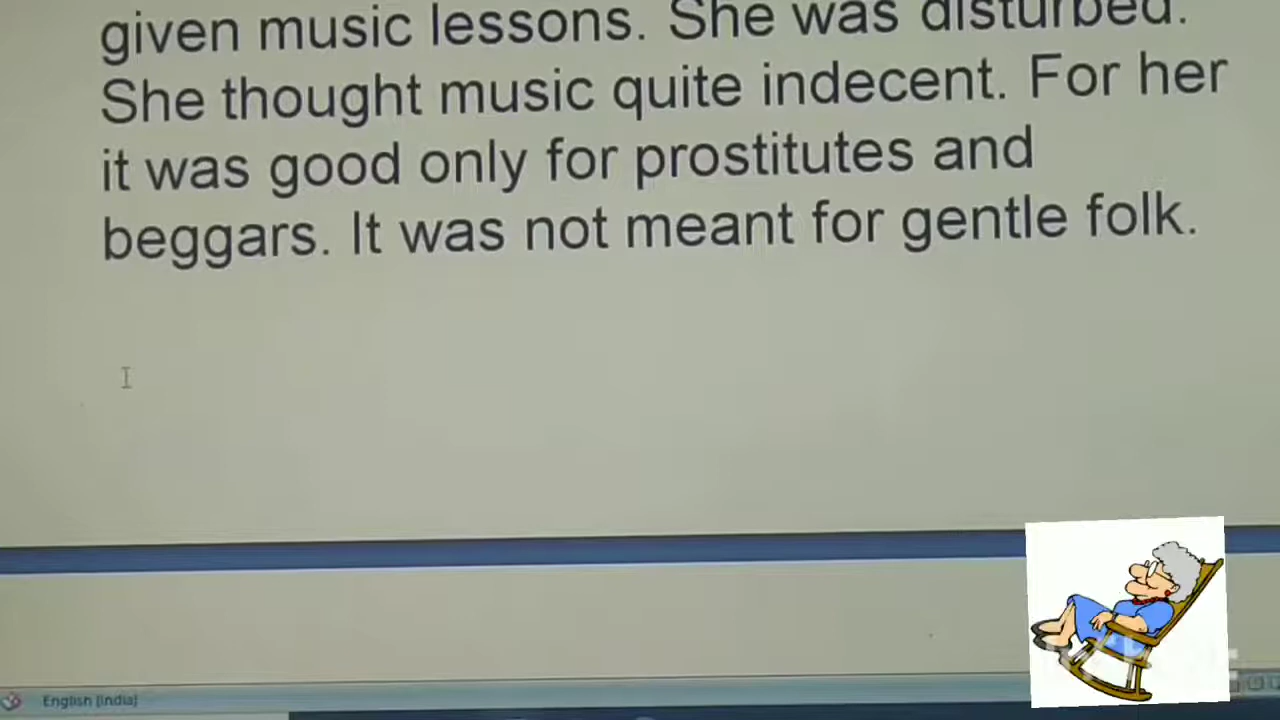 given music lessons. She was disturbed.
She thought music quite indecent. For her
it was good only for prostitutes and
beggars. It was not meant for gentle folk.
English (India)